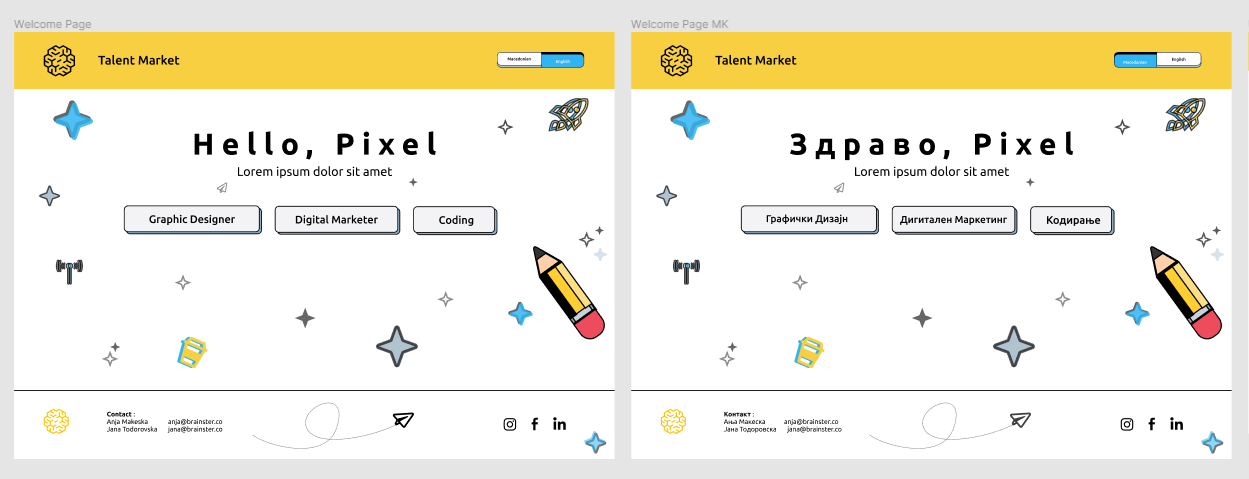 Welcome Page
Talent Market
Macedonian English
Hello, Pixel
Lorem ipsum dolor sit amet
Graphic Designer Digital Marketer Coding
Contact :
Anja Makeska anja@brainster.co
Jana Todorovska jana@brainster.co
Welcome Page MK
Talent Market
Macedonian English
Здраво, Pixel
Lorem ipsum dolor sit amet
Графички Дизајн Дигитален Маркетинг Кодирање
Контакт :
Ања Макеска anja@brainster.co
Јана Тодоровска jana@brainster.co